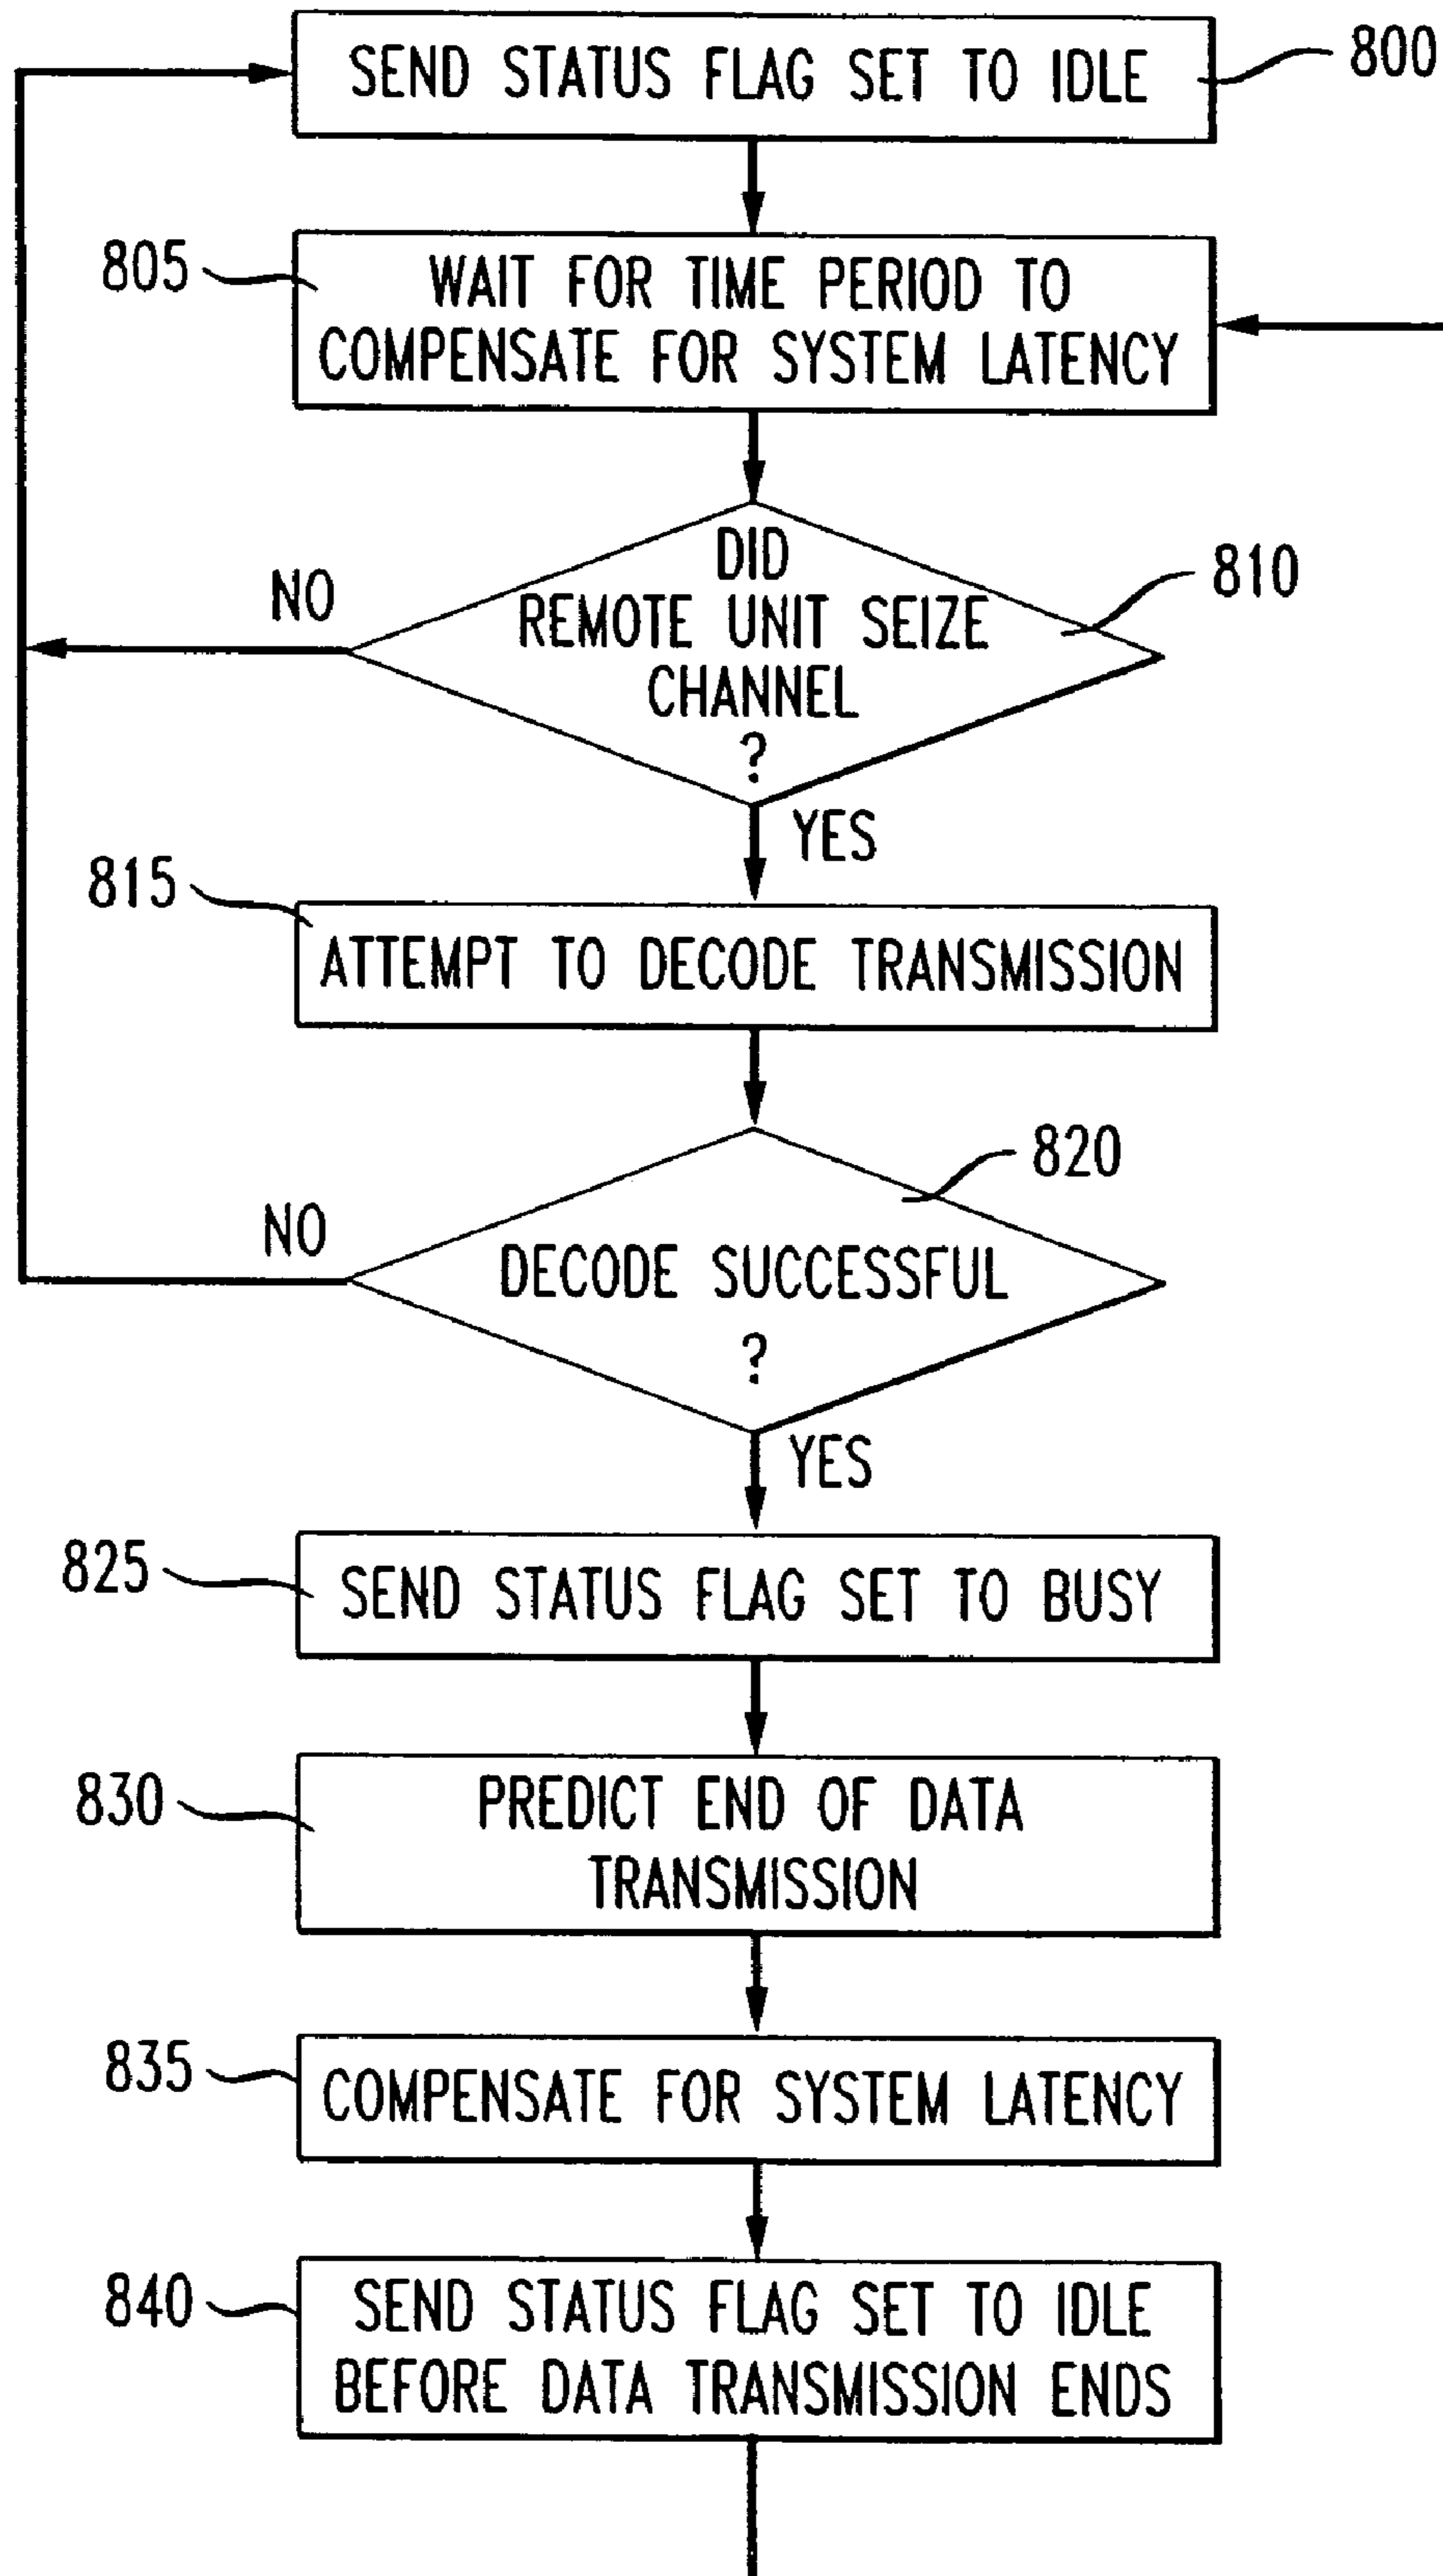 SEND STATUS FLAG SET TO IDLE
800
805
WAIT FOR TIME PERIOD TO
COMPENSATE FOR SYSTEM LATENCY
DID
REMOTE UNIT SEIZE
CHANNEL
?
810
NO
YES
815
ATTEMPT TO DECODE TRANSMISSION
820
NO
DECODE SUCCESSFUL
?
YES
825
SEND STATUS FLAG SET TO BUSY
830
PREDICT END OF DATA
TRANSMISSION
835
COMPENSATE FOR SYSTEM LATENCY
840
SEND STATUS FLAG SET TO IDLE
BEFORE DATA TRANSMISSION ENDS